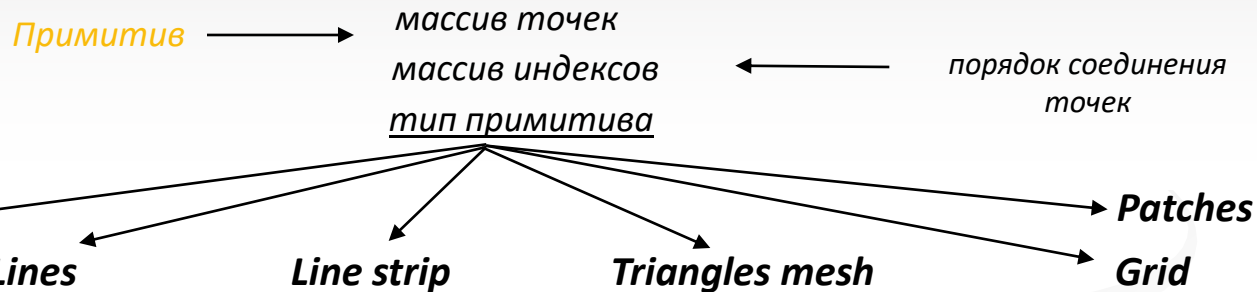 Примитив
массив точек
массив индексов
тип примитива
порядок соединения
точек
Patches
Lines
Line strip
Triangles mesh
Grid